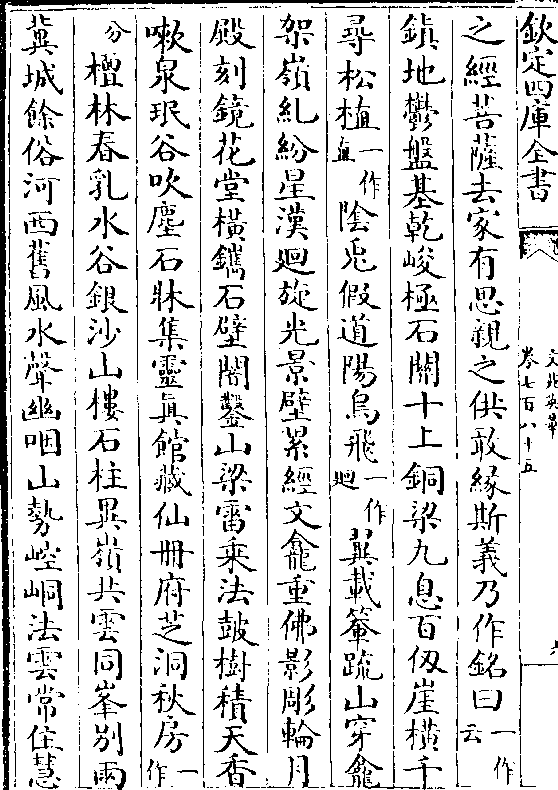 欽定四庫全書
文苑英華
卷七百八十五
之經菩薩去家有思親之供敢緣斯義乃作銘曰一作云
鎮地鬱盤基乾峻極石關十上銅梁九息百仭崖橫千
尋松植一作直陰兎假道陽烏飛一作廻翼載簞疏山穿龕
架嶺糺紛星漢廻旋光景壁累經文龕重佛影彫輪月
殿刻鏡花堂橫鐫石壁闇鑿山梁雷乗法鼓樹積天香
嗽泉珉谷吹塵石牀集靈真館藏仙冊府芝洞秋房一作
分檀林春乳水谷銀沙山樓石柱異嶺共雲同峯别雨
冀城餘俗河西舊風水聲幽咽山勢崆峒法雲常住慧